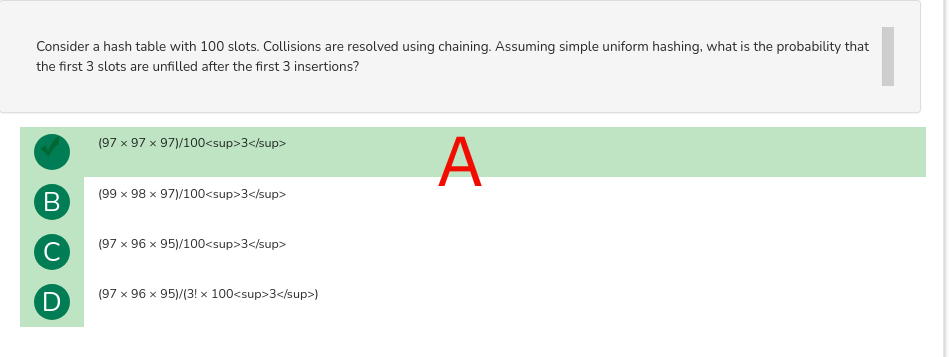 Consider a hash table with 100 slots. Collisions are resolved using chaining. Assuming simple uniform hashing, what is the probability that
the first 3 slots are unfilled after the first 3 insertions?
(97 × 97 × 97)/100<sup>3</sup>
A
B (99 × 98 × 97)/100<sup>3</sup>
C (97 × 96 × 95)/100<sup>3</sup>
D (97 × 96 × 95)/(3! × 100<sup>3</sup>)